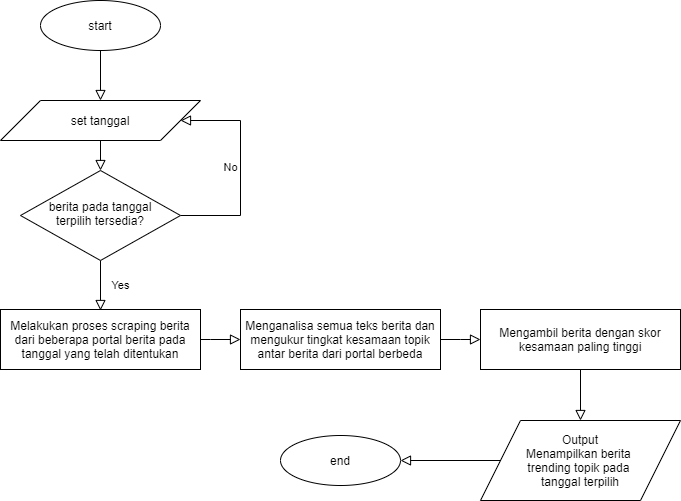 start
set tanggal
No
berita pada tanggal
terpilih tersedia?
Yes
Melakukan proses scraping berita
dari beberapa portal berita pada
tanggal yang telah ditentukan
Menganalisa semua teks berita dan
mengukur tingkat kesamaan topik
antar berita dari portal berbeda
Mengambil berita dengan skor
kesamaan paling tinggi
Output
Menampilkan berita
trending topik pada
tanggal terpilih
end